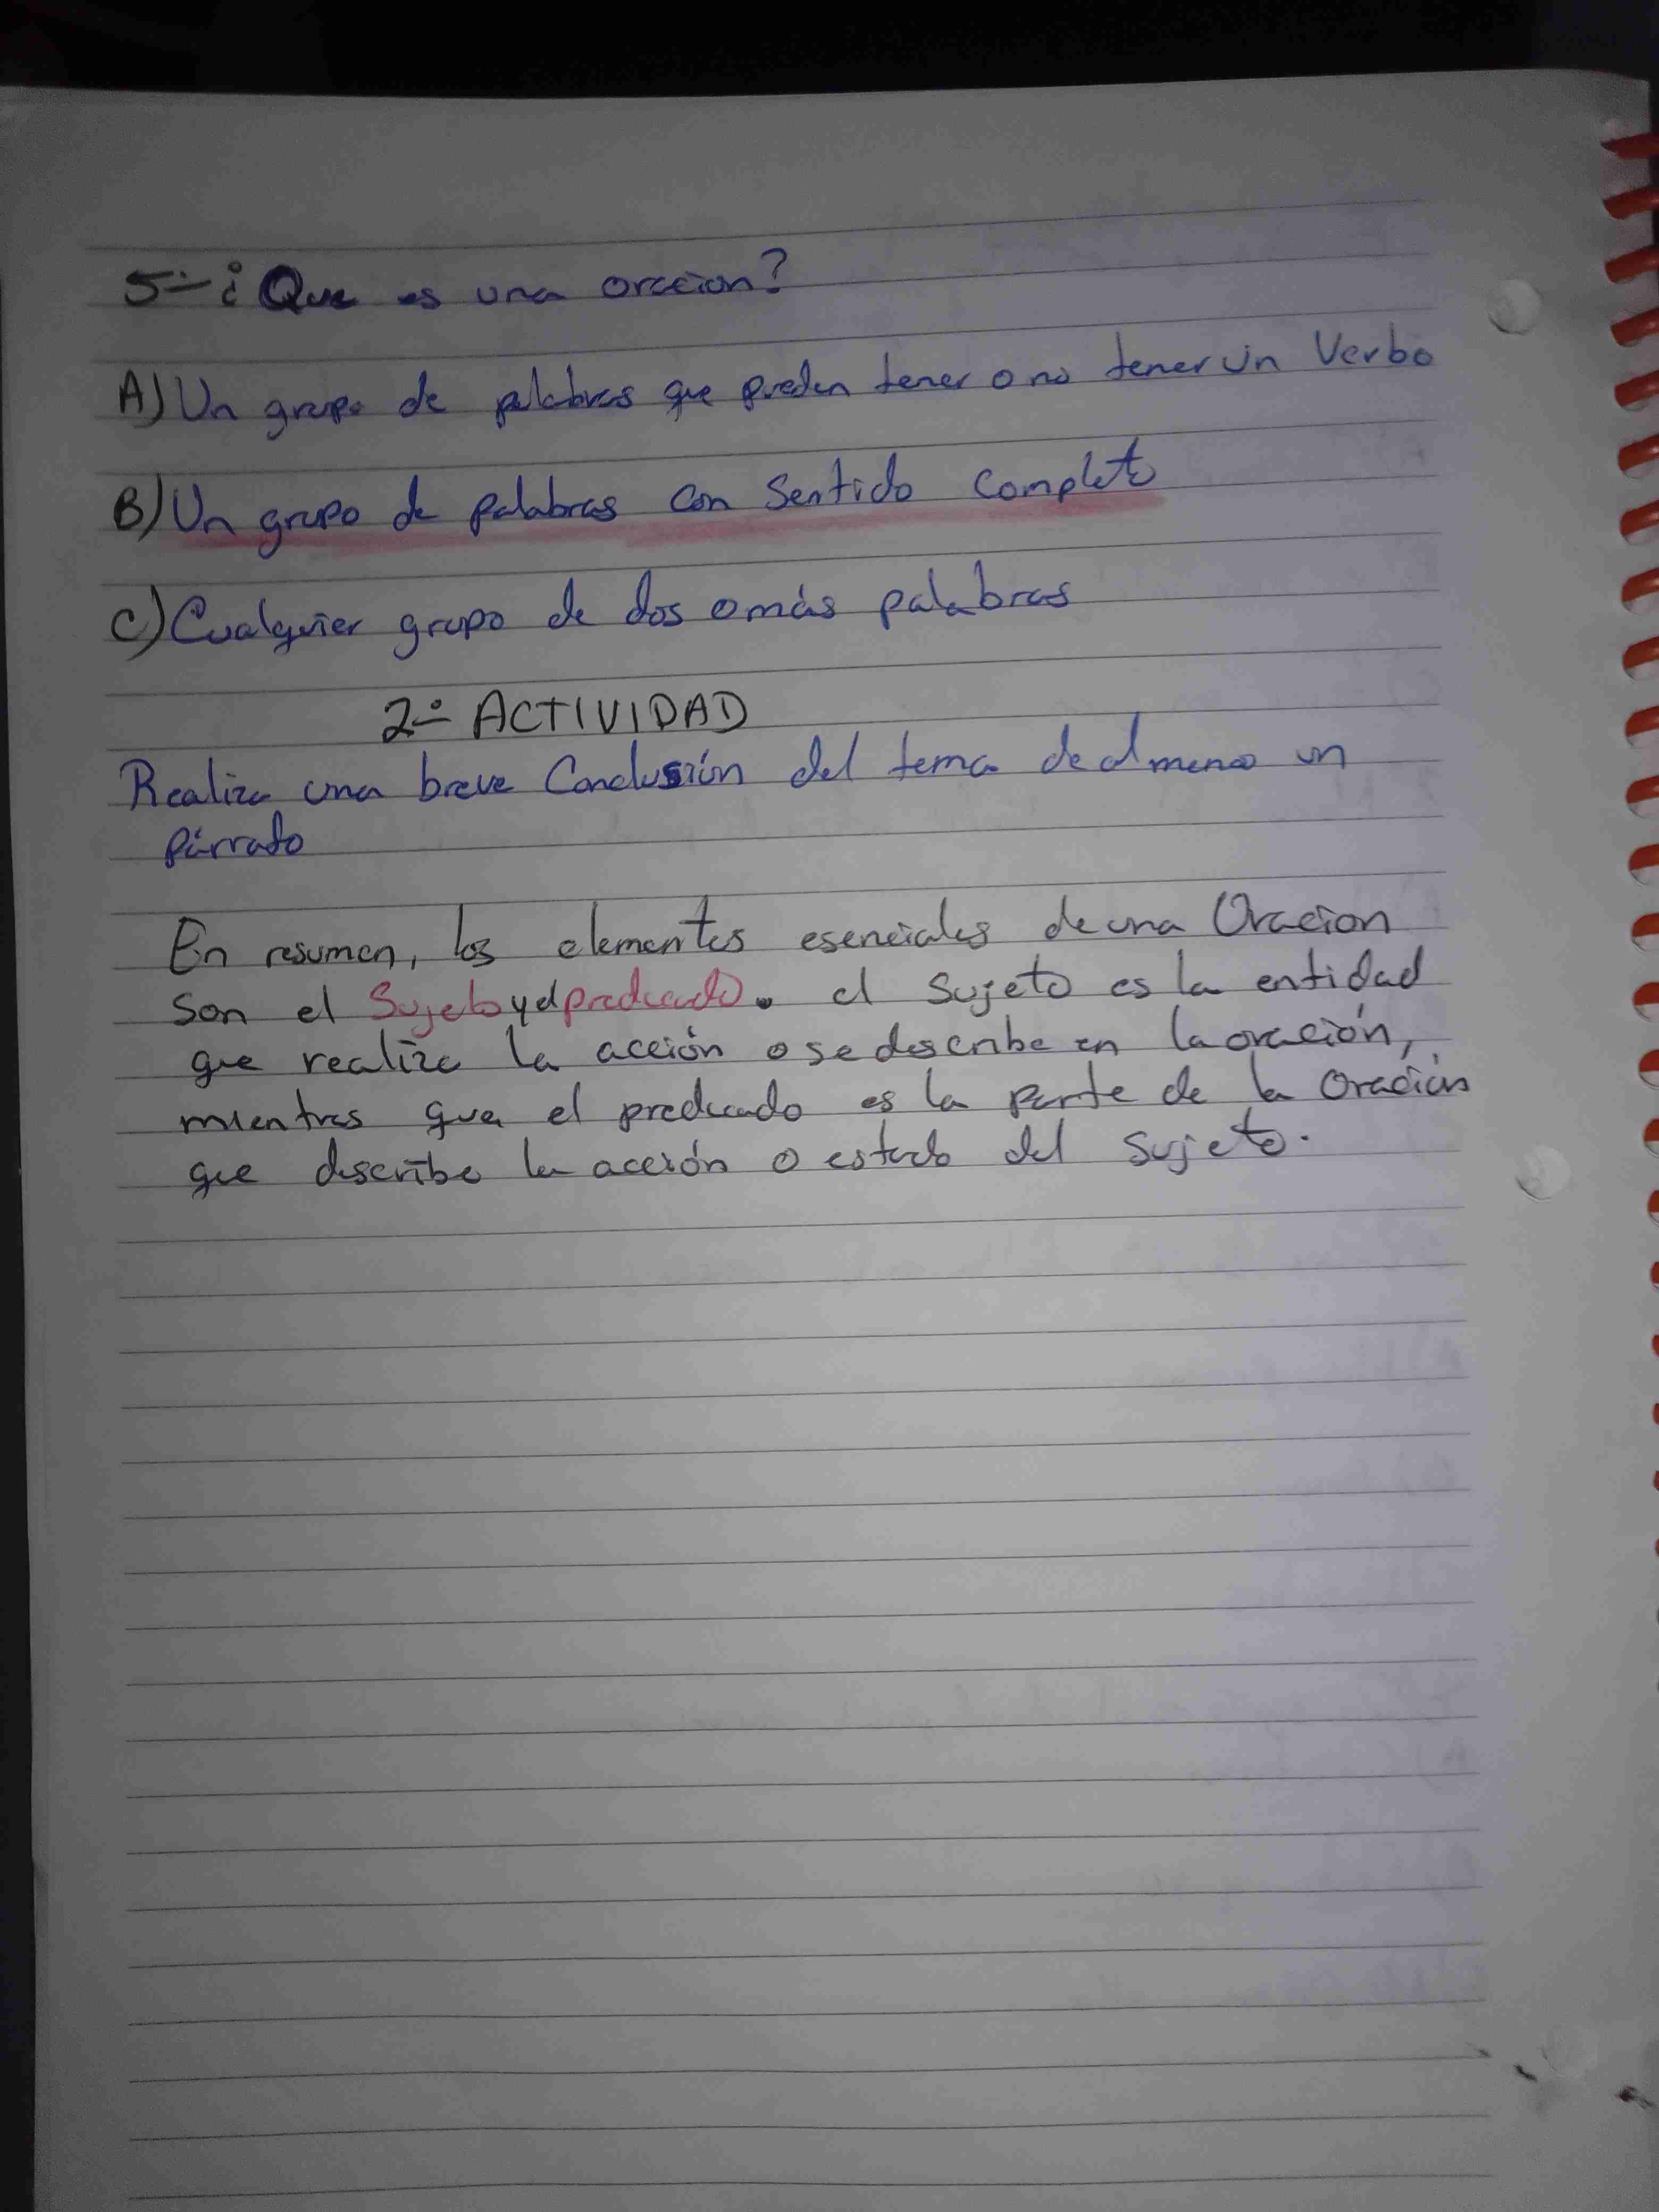 5-¿Que es una oracion?
A) Un grupo de palabras que pueden tener o no tener un Verbo
B) Un grupo de palabras con Sentido Completo
C) Cualquier grupo de dos o más palabras
2- ACTIVIDAD
Realiza una breve Conclusión del tema de al menos un
párrafo
En resumen, los elementos esenciales de una Oracion
son el Sujeto y el predicado. el sujeto es la entidad
que realiza la acción o se describe en la oración,
mientras que el predicado es la parte de la Oración
que describe la acción o estado del sujeto.